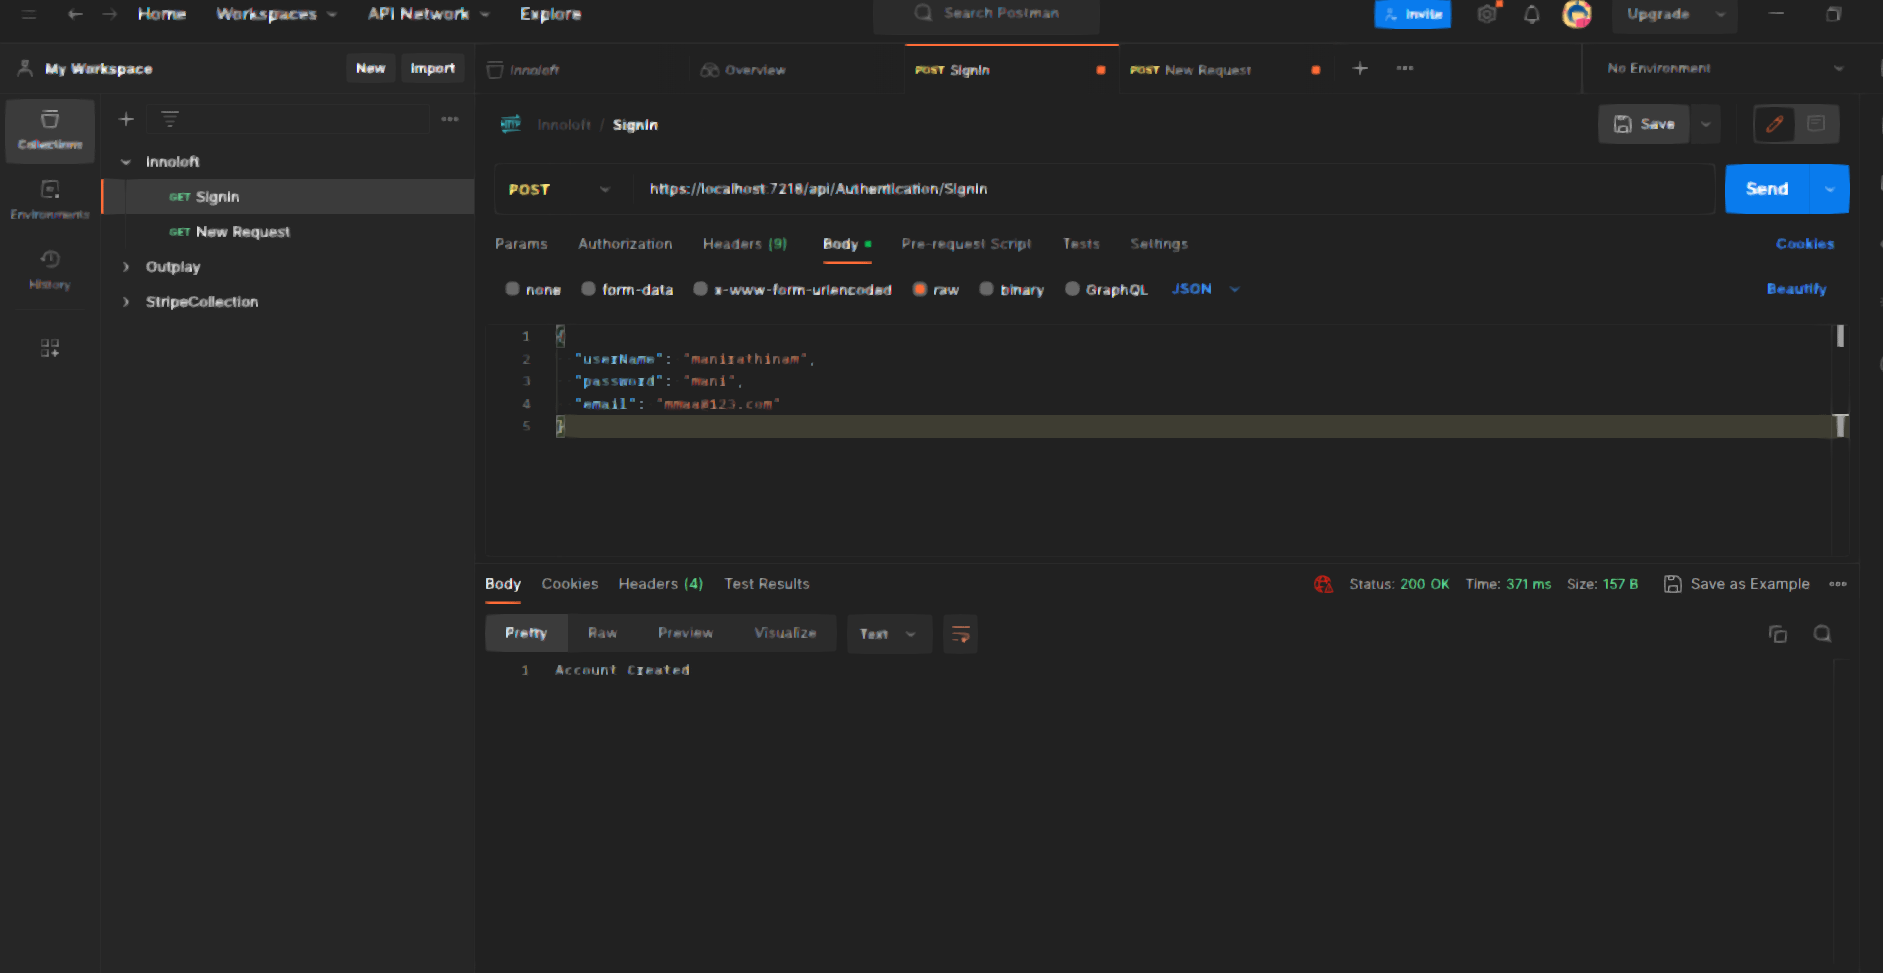 Home Workspaces API Network Explore Search Postman Invite Upgrade
My Workspace New Import Innoloft Overview POST SignIn POST New Request No Environment
Collections
Environments
History
Innoloft
GET SignIn
GET New Request
Outplay
StripeCollection
Innoloft / SignIn Save
POST https://localhost:7218/api/Authentication/SignIn Send
Params Authorization Headers (9) Body Pre-request Script Tests Settings Cookies
none form-data x-www-form-urlencoded raw binary GraphQL JSON Beautify
1 {
2 "userName": "manirathinam",
3 "password": "mani",
4 "email": "mmaa@123.com"
5 }
Body Cookies Headers (4) Test Results Status: 200 OK Time: 371 ms Size: 157 B Save as Example
Pretty Raw Preview Visualize Text
1 Account Created